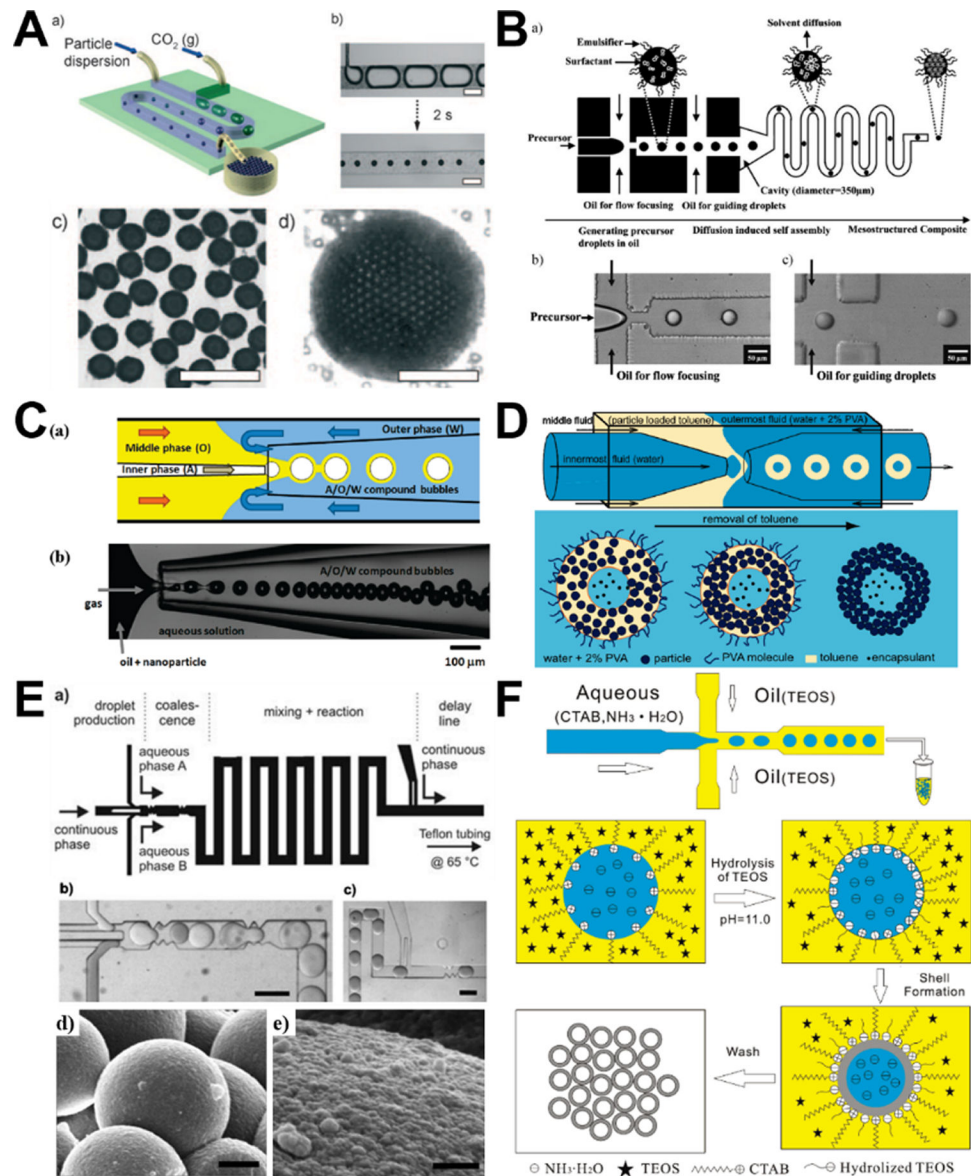 A
a)
Particle
dispersion
CO2 (g)
b)
2 s
c)
d)
B
a)
Emulsifier
Surfactant
Solvent diffusion
Precursor
Cavity (diameter=350μm)
Oil for flow focusing
Oil for guiding droplets
Generating precursor
droplets in oil
Diffusion induced self assembly
Mesostructured Composite
b)
Precursor
50 μm
Oil for flow focusing
c)
50 μm
Oil for guiding droplets
C
(a)
Middle phase (O)
Outer phase (W)
Inner phase (A)
A/O/W compound bubbles
(b)
A/O/W compound bubbles
gas
aqueous solution
oil + nanoparticle
100 μm
D
middle fluid (particle loaded toluene)
outermost fluid (water + 2% PVA)
innermost fluid (water)
removal of toluene
water + 2% PVA
particle
PVA molecule
toluene
encapsulant
E
a)
droplet
production
coales-
cence
mixing + reaction
delay
line
aqueous
phase A
continuous
phase
continuous
phase
aqueous
phase B
Teflon tubing
@ 65 °C
b)
c)
d)
e)
F
Aqueous
(CTAB,NH3 · H2O)
Oil(TEOS)
Oil(TEOS)
Hydrolysis
of TEOS
pH=11.0
Shell
Formation
Wash
NH3·H2O
TEOS
CTAB
Hydrolized TEOS